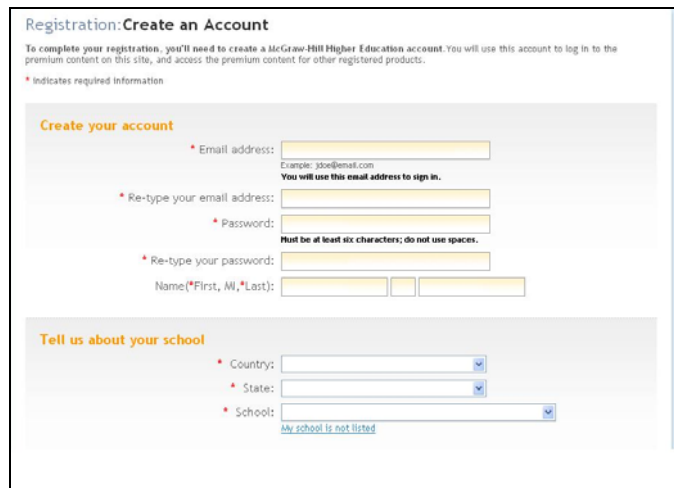 Registration:Create an Account
To complete your registration, you'll need to create a McGraw-Hill Higher Education account.You will use this account to log in to the
premium content on this site, and access the premium content for other registered products.
* Indicates required information
Create your account
* Email address:
Example: jdoe@email.com
You will use this email address to sign in.
* Re-type your email address:
* Password:
Must be at least six characters; do not use spaces.
* Re-type your password:
Name(*First, MI,*Last):
Tell us about your school
* Country:
* State:
* School:
My school is not listed